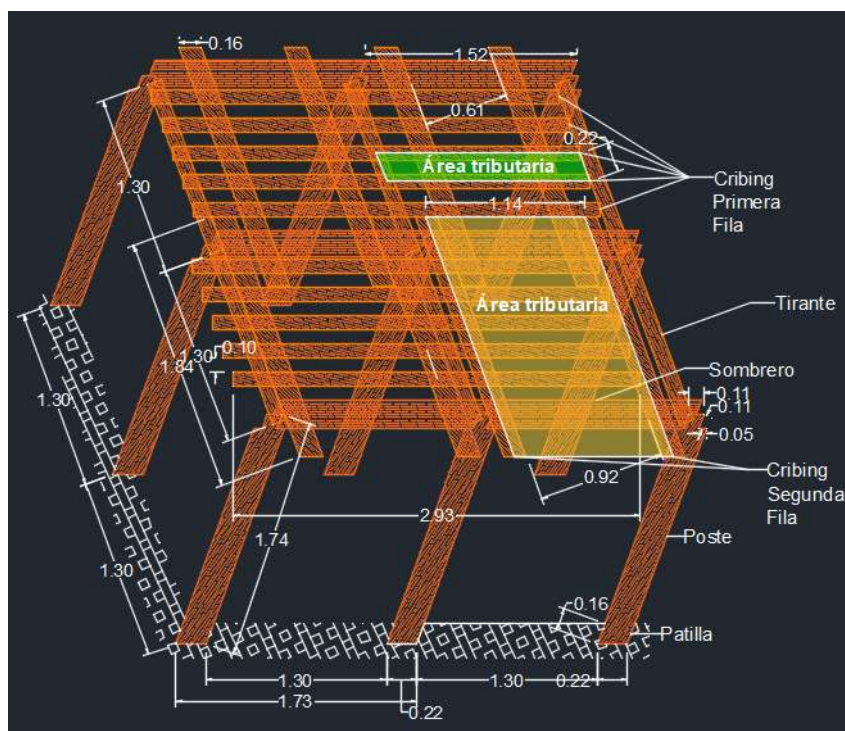 0.16
1.52
0.61
0.22
Área tributaria
Cribing
Primera
Fila
1.30
1.14
Área tributaria
Tirante
1.30
1.84
0.10
1.30
Sombrero
0.11
0.11
0.05
0.92
Cribing
Segunda
Fila
2.93
1.74
Poste
1.30
0.16
Patilla
1.30
1.30
0.22
1.73
0.22